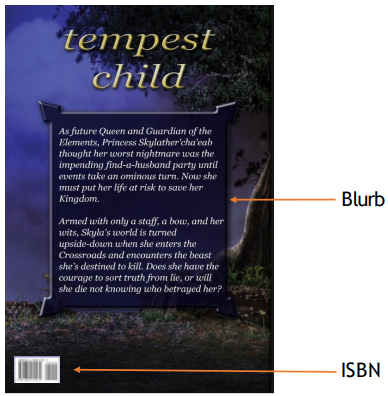 tempest
child
As future Queen and Guardian of the
Elements, Princess Skylather'cha'eab
thought her worst nightmare was the
impending find-a-husband party until
events take an ominous turn. Now she
must put her life at risk to save her
Kingdom.
Armed with only a staff, a bow, and her
wits, Skyla's world is turned
upside-down when she enters the
Crossroads and encounters the beast
she's destined to kill. Does she have the
courage to sort truth from lie, or will
she die not knowing who betrayed her?
Blurb
ISBN